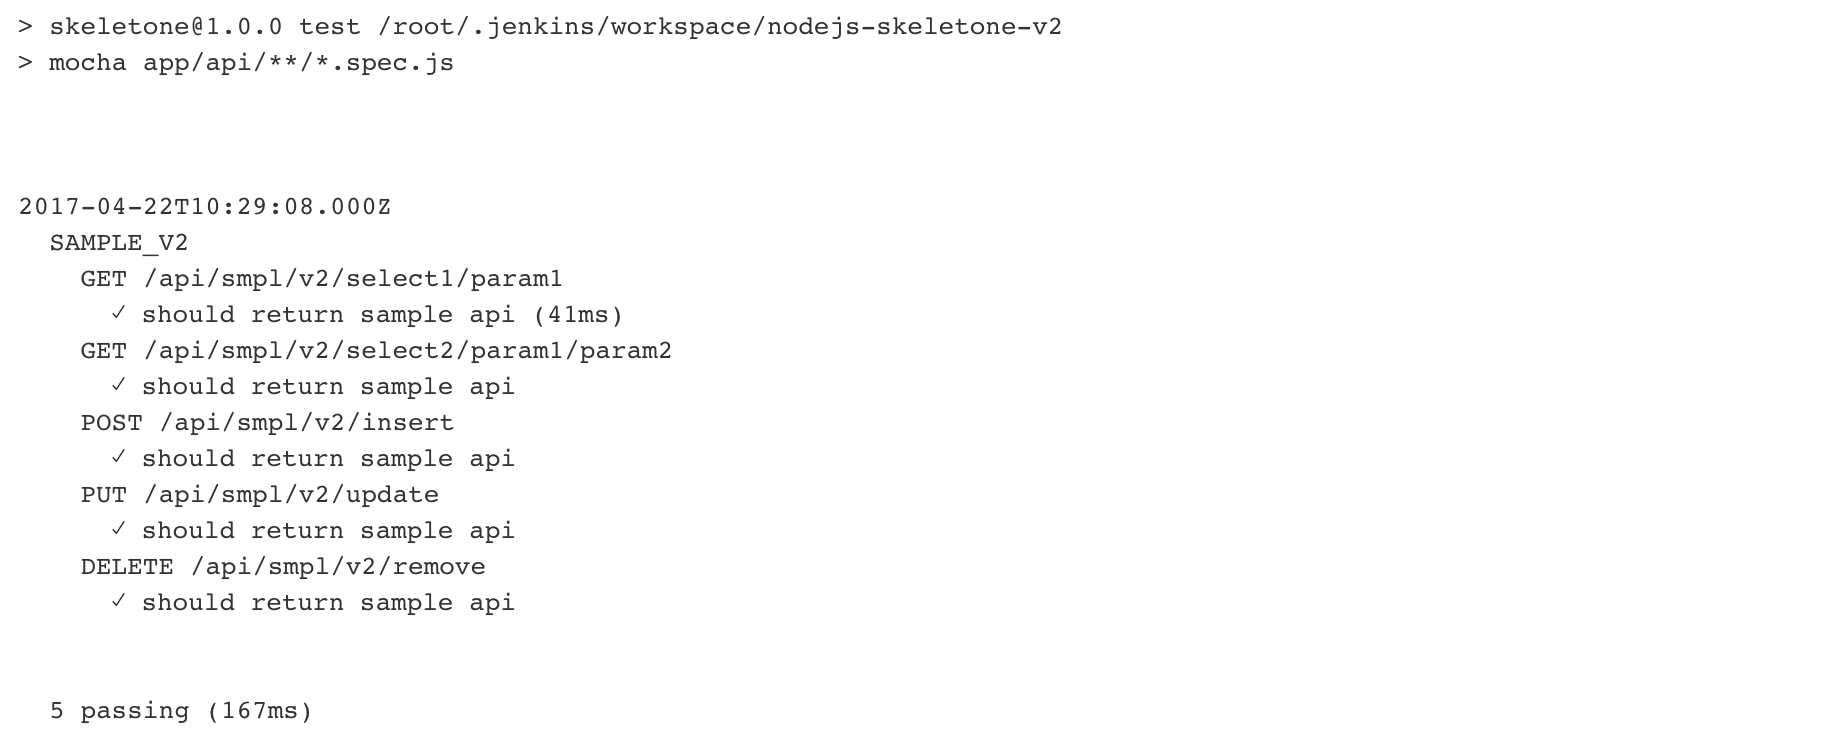 > skeletone@1.0.0 test /root/.jenkins/workspace/nodejs-skeletone-v2
> mocha app/api/**/*.spec.js
2017-04-22T10:29:08.000Z
SAMPLE_V2
GET /api/smpl/v2/select1/param1
✓ should return sample api (41ms)
GET /api/smpl/v2/select2/param1/param2
✓ should return sample api
POST /api/smpl/v2/insert
✓ should return sample api
PUT /api/smpl/v2/update
✓ should return sample api
DELETE /api/smpl/v2/remove
✓ should return sample api
5 passing (167ms)